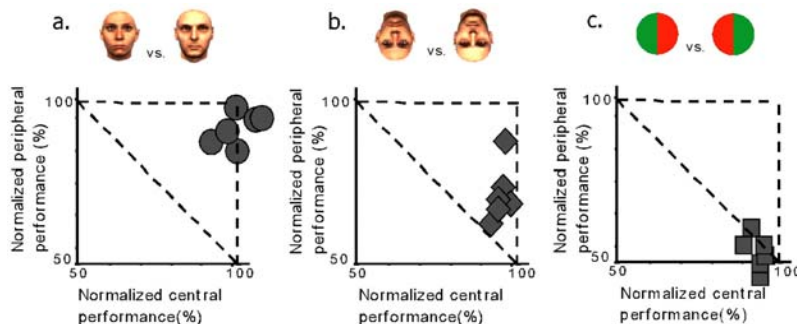 a.
vs.
b.
vs.
c.
vs.
Normalized peripheral
performance (%)
100
50
50
100
Normalized central
performance(%)
Normalized peripheral
performance (%)
100
50
50
100
Normalized central
performance(%)
Normalized peripheral
performance (%)
100
50
50
100
Normalized central
performance(%)